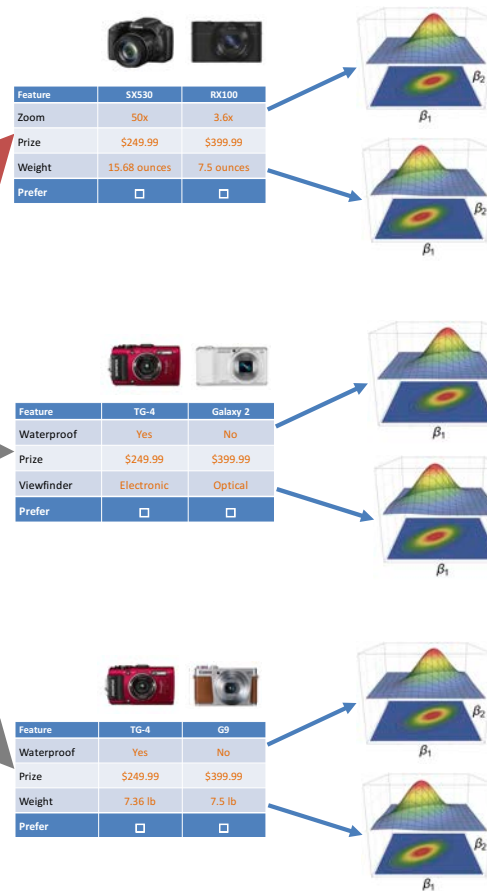 Feature SX530 RX100
Zoom 50x 3.6x
Prize $249.99 $399.99
Weight 15.68 ounces 7.5 ounces
Prefer □ □
β2
β1
β2
β1
Feature TG-4 Galaxy 2
Waterproof Yes No
Prize $249.99 $399.99
Viewfinder Electronic Optical
Prefer □ □
β1
β1
Feature TG-4 G9
Waterproof Yes No
Prize $249.99 $399.99
Weight 7.36 lb 7.5 lb
Prefer □ □
β2
β1
β2
β1